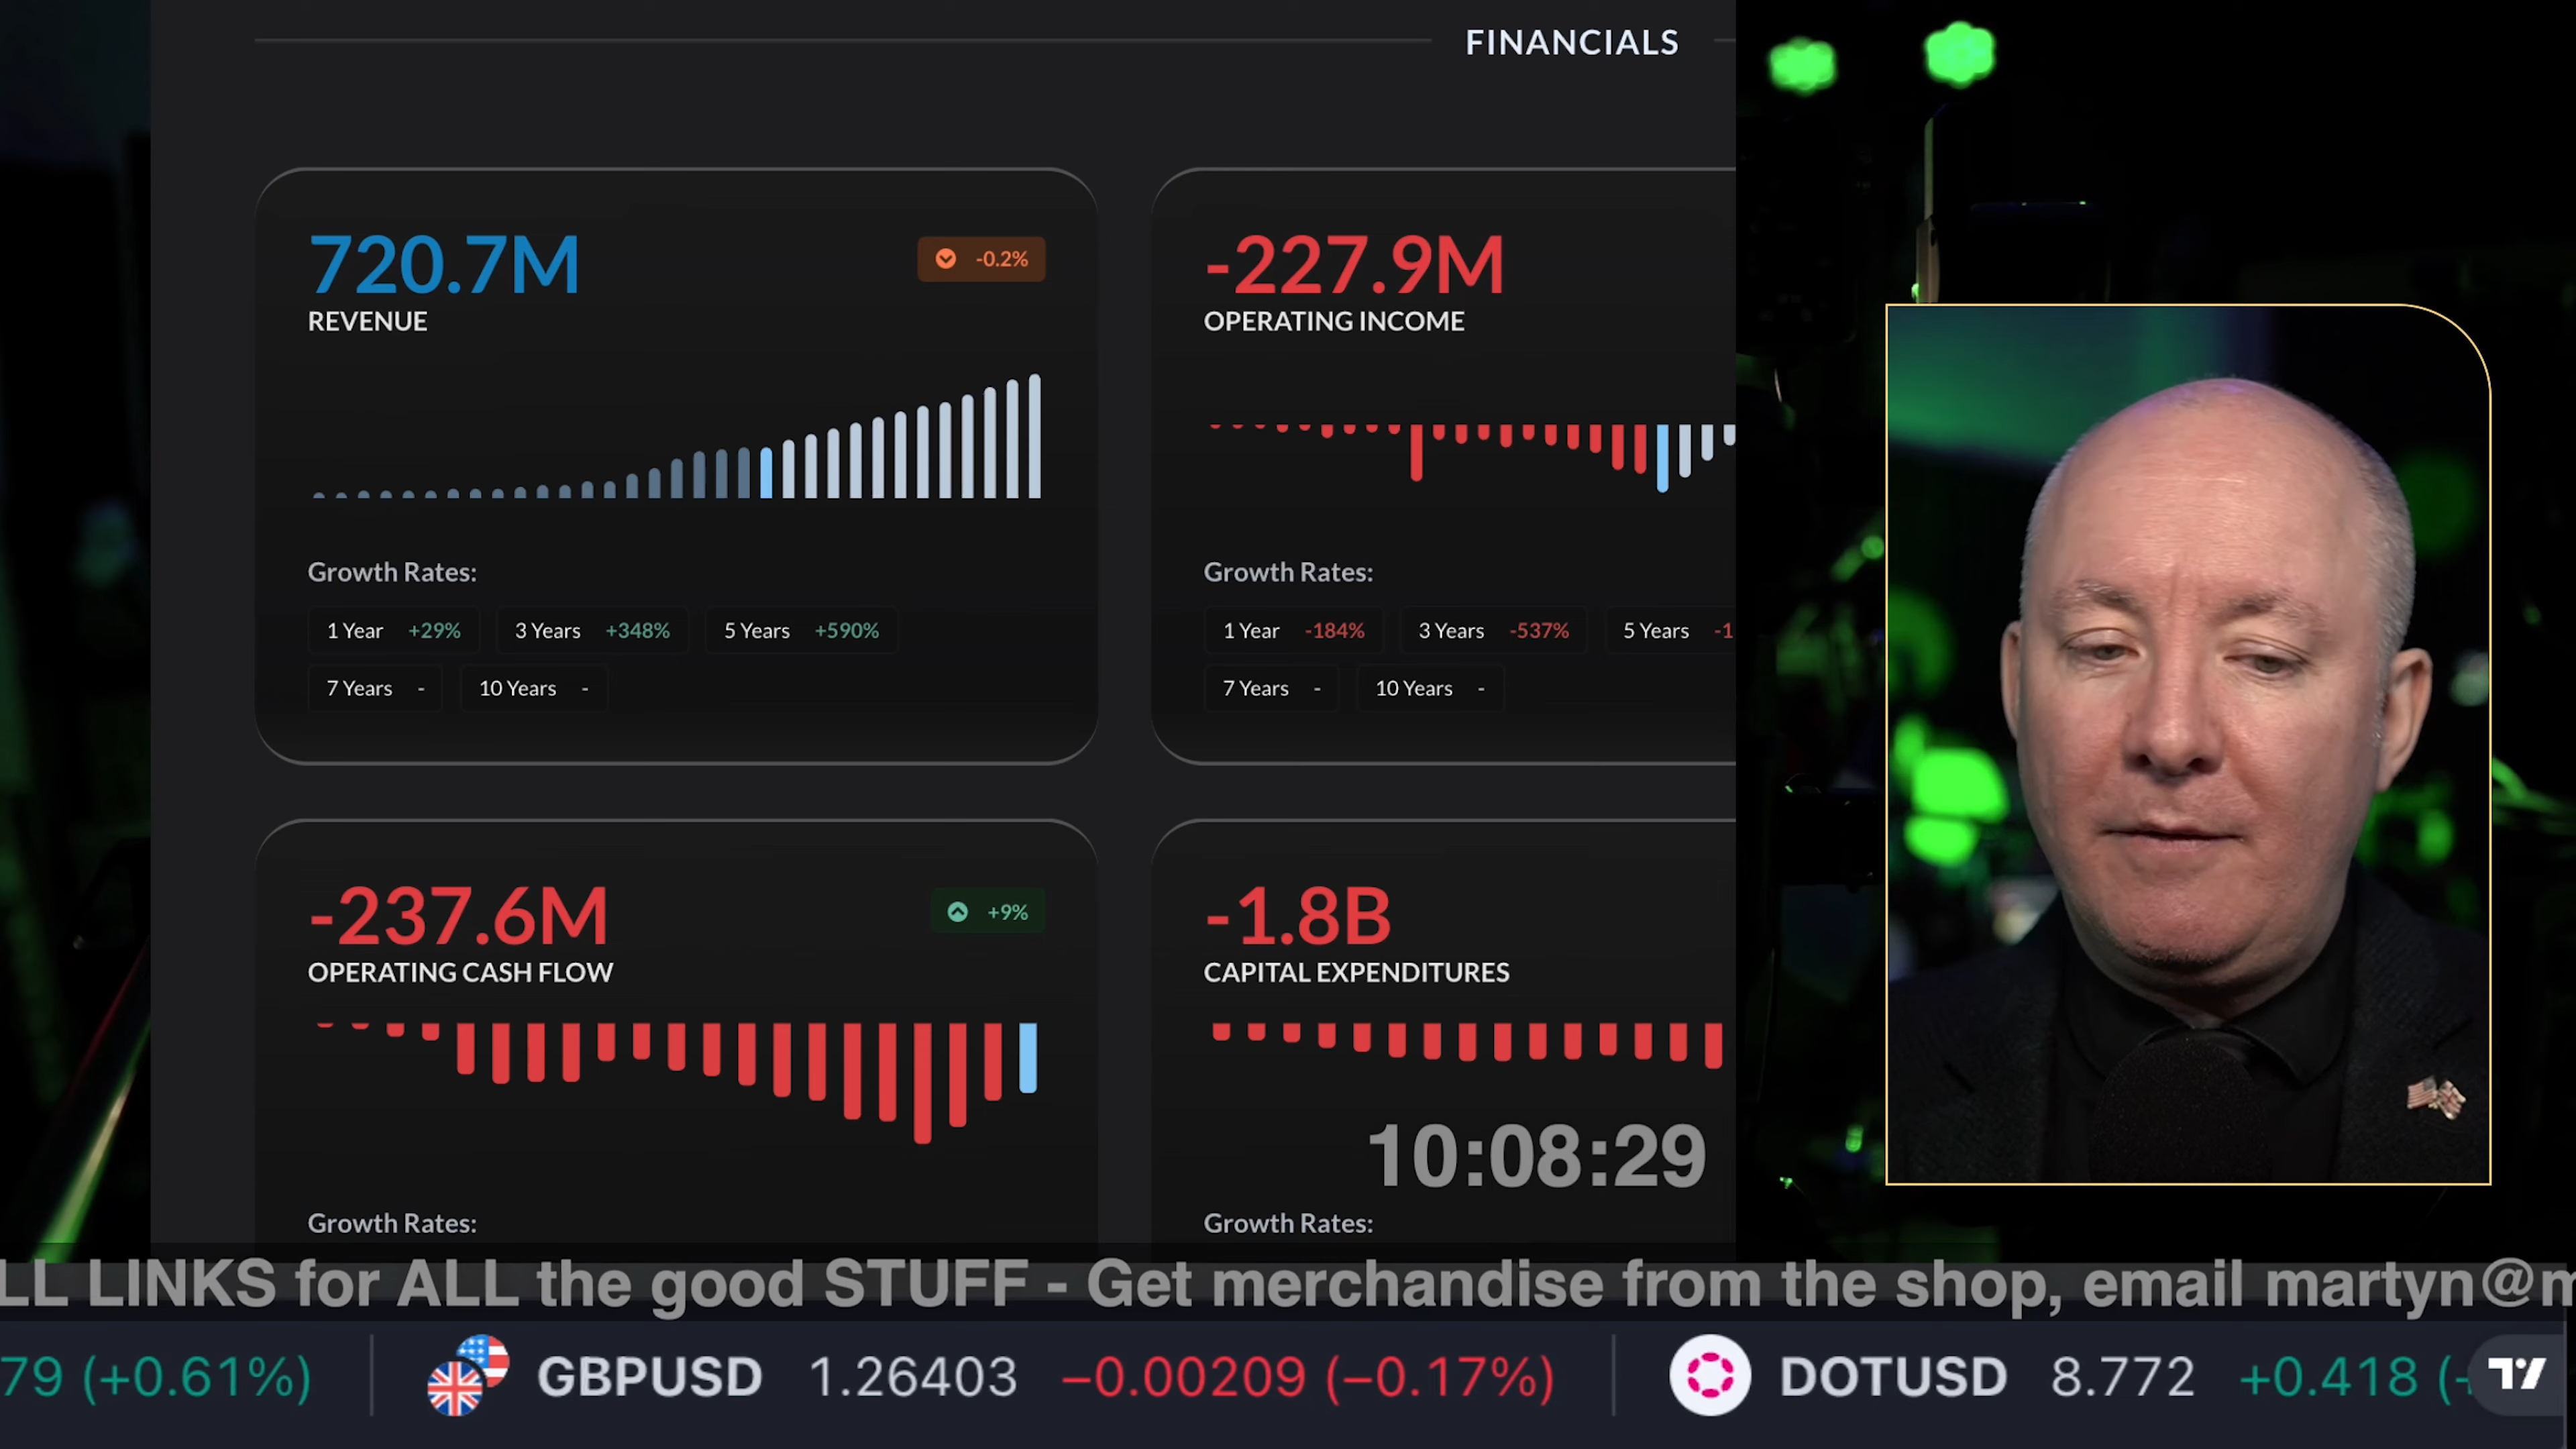 FINANCIALS
720.7M
-0.2%
REVENUE
Growth Rates:
1 Year +29%
3 Years +348%
5 Years +590%
7 Years -
10 Years -
-227.9M
OPERATING INCOME
Growth Rates:
1 Year -184%
3 Years -537%
5 Years -1
7 Years -
10 Years -
-237.6M
+9%
OPERATING CASH FLOW
Growth Rates:
-1.8B
CAPITAL EXPENDITURES
10:08:29
Growth Rates:
LL LINKS for ALL the good STUFF - Get merchandise from the shop, email martyn@m
79 (+0.61%)
GBPUSD 1.26403 −0.00209 (−0.17%)
DOTUSD 8.772 +0.418 (